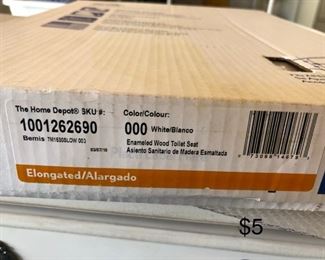 The Home Depot® SKU #:
1001262690
Bemis
Color/Colour:
000 White/Blanco
Enameled Wood Toilet Seat
Asiento Sanitario de Madera Esmaltada
Elongated/Alargado
$5